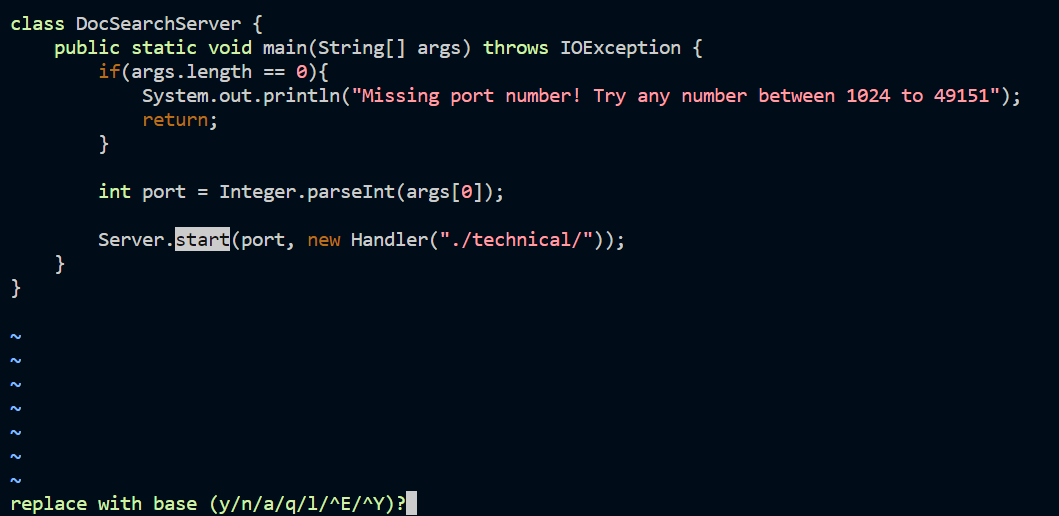 class DocSearchServer {
    public static void main(String[] args) throws IOException {
        if(args.length == 0){
            System.out.println("Missing port number! Try any number between 1024 to 49151");
            return;
        }

        int port = Integer.parseInt(args[0]);

        Server.start(port, new Handler("./technical/"));
    }
}

~
~
~
~
~
~
~
replace with base (y/n/a/q/l/^E/^Y)?